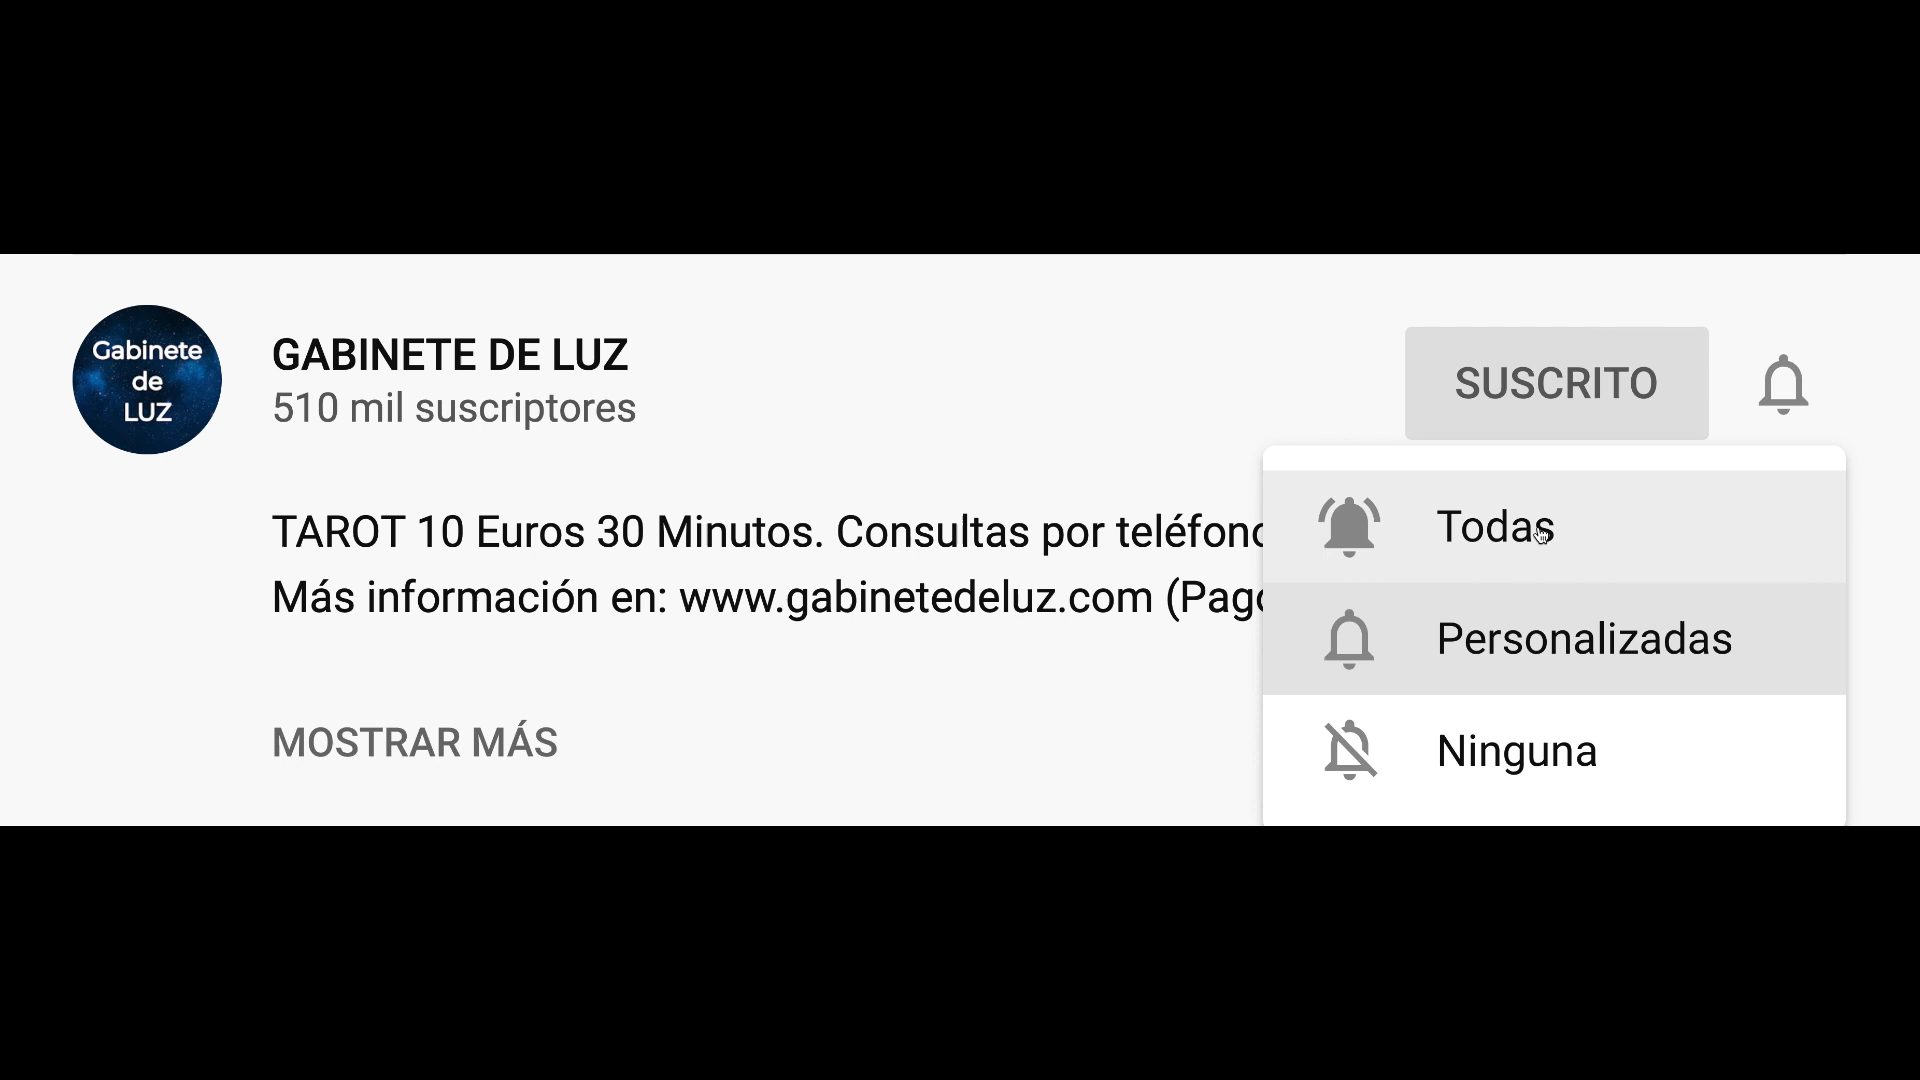 Gabinete
de
LUZ
GABINETE DE LUZ
510 mil suscriptores
SUSCRITO
TAROT 10 Euros 30 Minutos. Consultas por teléfono
Más información en: www.gabinetedeluz.com (Pago
MOSTRAR MÁS
Todas
Personalizadas
Ninguna